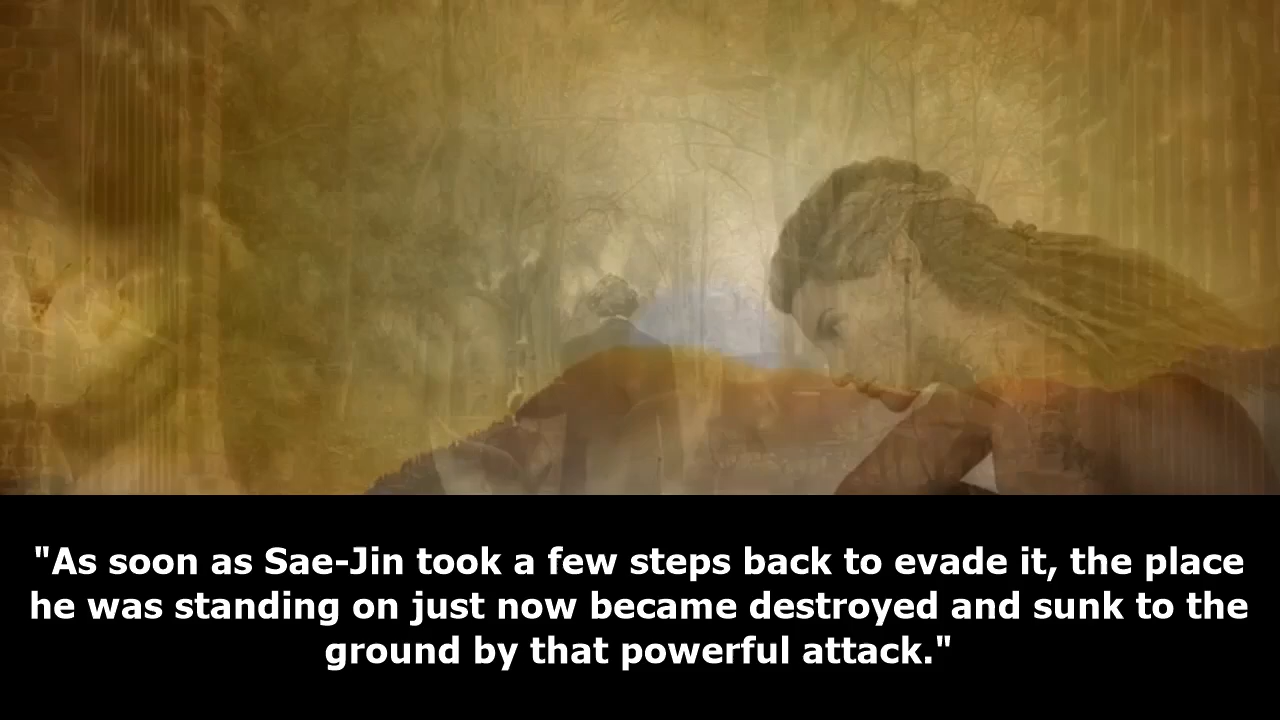 "As soon as Sae-Jin took a few steps back to evade it, the place
he was standing on just now became destroyed and sunk to the
ground by that powerful attack."